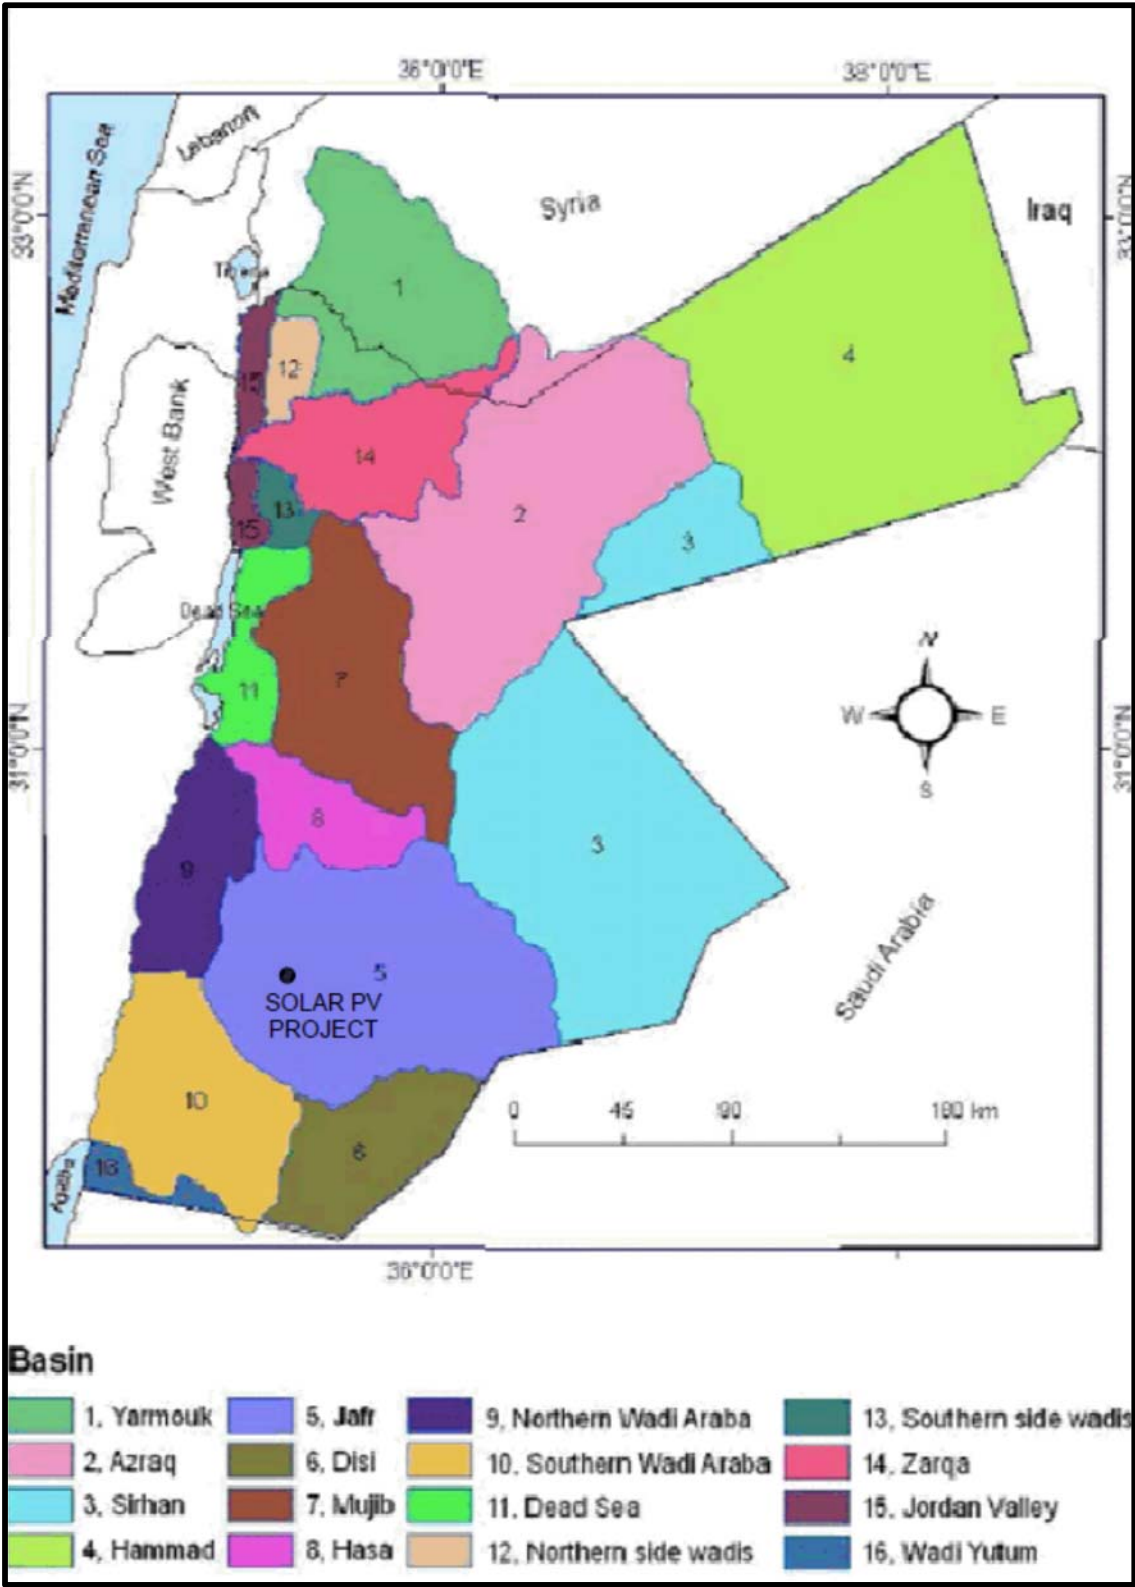 36°0'0"E 38°0'0"E
33°0'0"N
Mediterranean Sea
Lebanon
Syria
Iraq
33°0'0"N
1
4
12
15
West Bank
14
2
13
15
3
Dead Sea
7
11
N
W E
S
31°0'0"N
31°0'0"N
8
3
9
5
SOLAR PV
PROJECT
Saudi Arabia
10
0 45 90 180 km
6
16
36°0'0"E
Basin
1, Yarmouk 5, Jafr 9, Northern Wadi Araba 13, Southern side wadis
2, Azraq 6, Disi 10, Southern Wadi Araba 14, Zarqa
3, Sirhan 7, Mujib 11, Dead Sea 15, Jordan Valley
4, Hammad 8, Hasa 12, Northern side wadis 16, Wadi Yutum